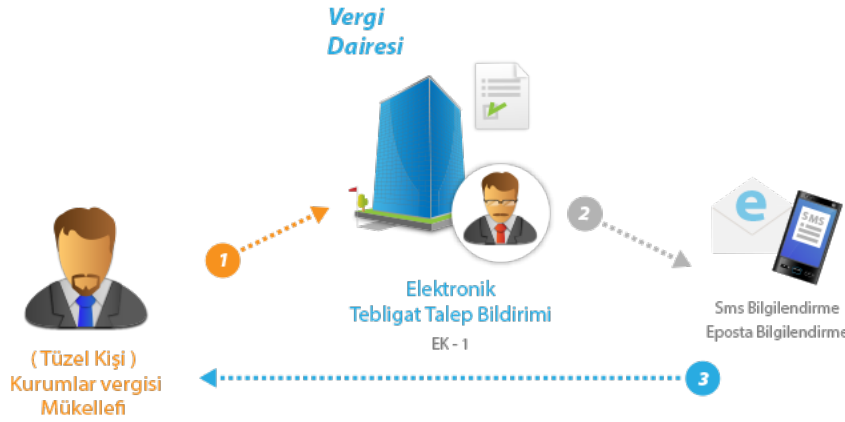 Vergi
Dairesi
1
2
e
SMS
Elektronik
Tebligat Talep Bildirimi
EK - 1
Sms Bilgilendirme
Eposta Bilgilendirme
( Tüzel Kişi )
Kurumlar vergisi
Mükellefi
3